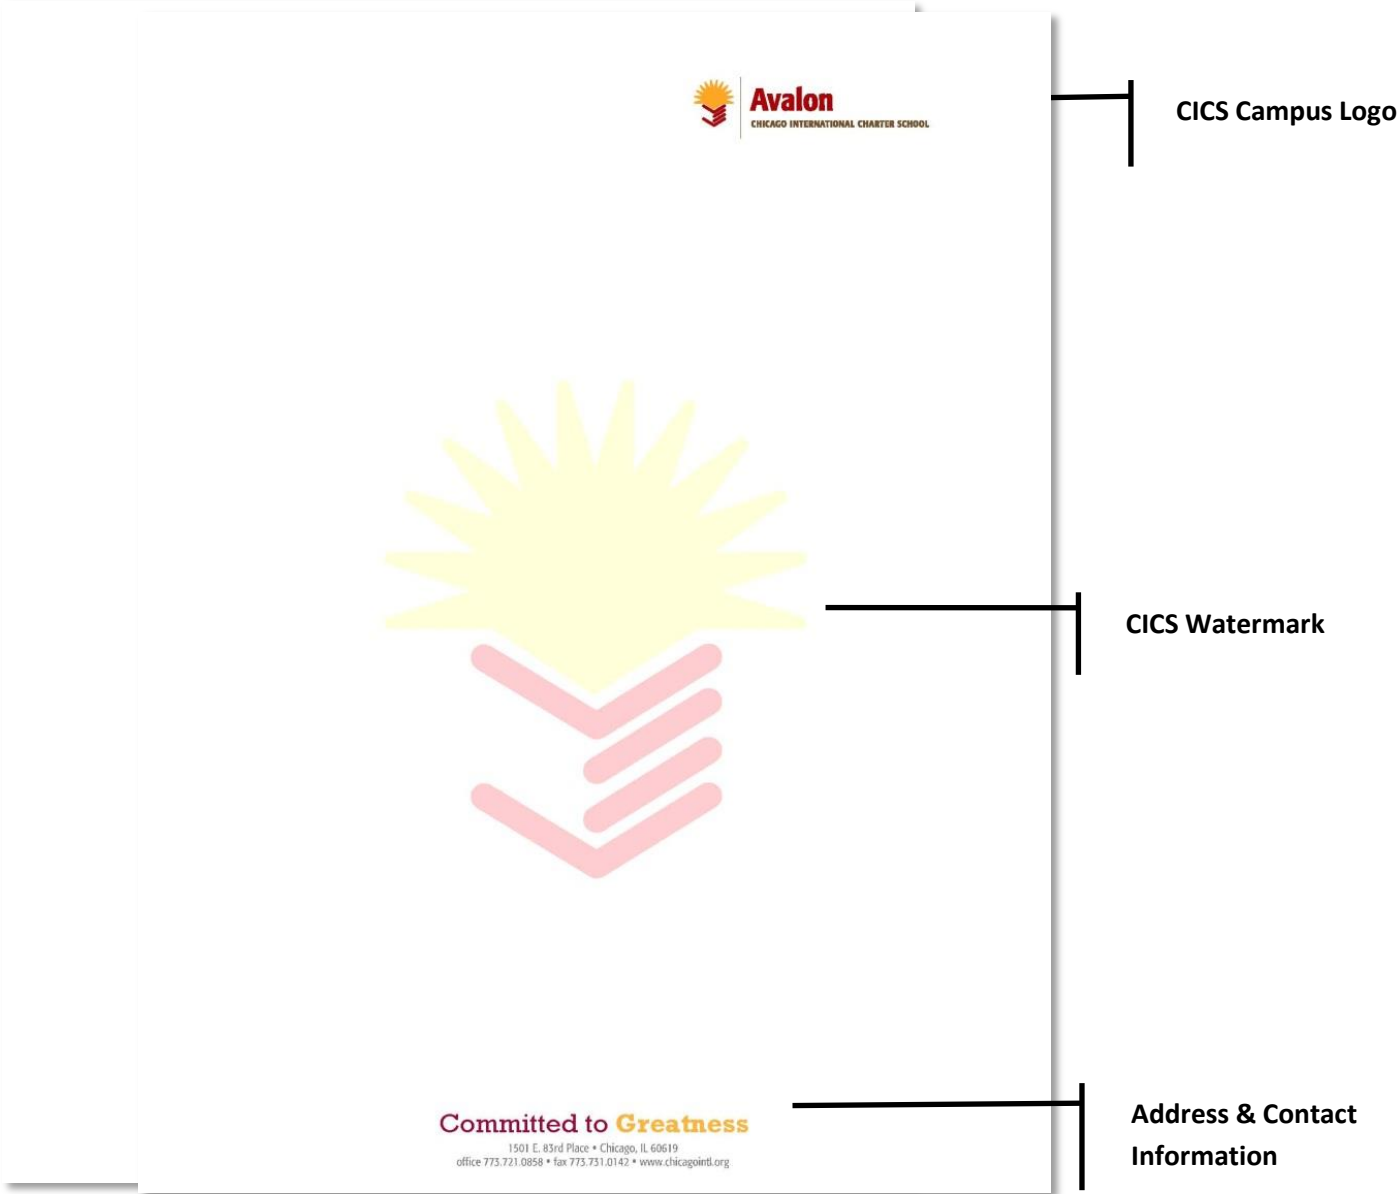 Avalon
CHICAGO INTERNATIONAL CHARTER SCHOOL
CICS Campus Logo
CICS Watermark
Committed to Greatness
1501 E. 83rd Place • Chicago, IL 60619
office 773.721.0858 • fax 773.731.0142 • www.chicagointl.org
Address & Contact
Information